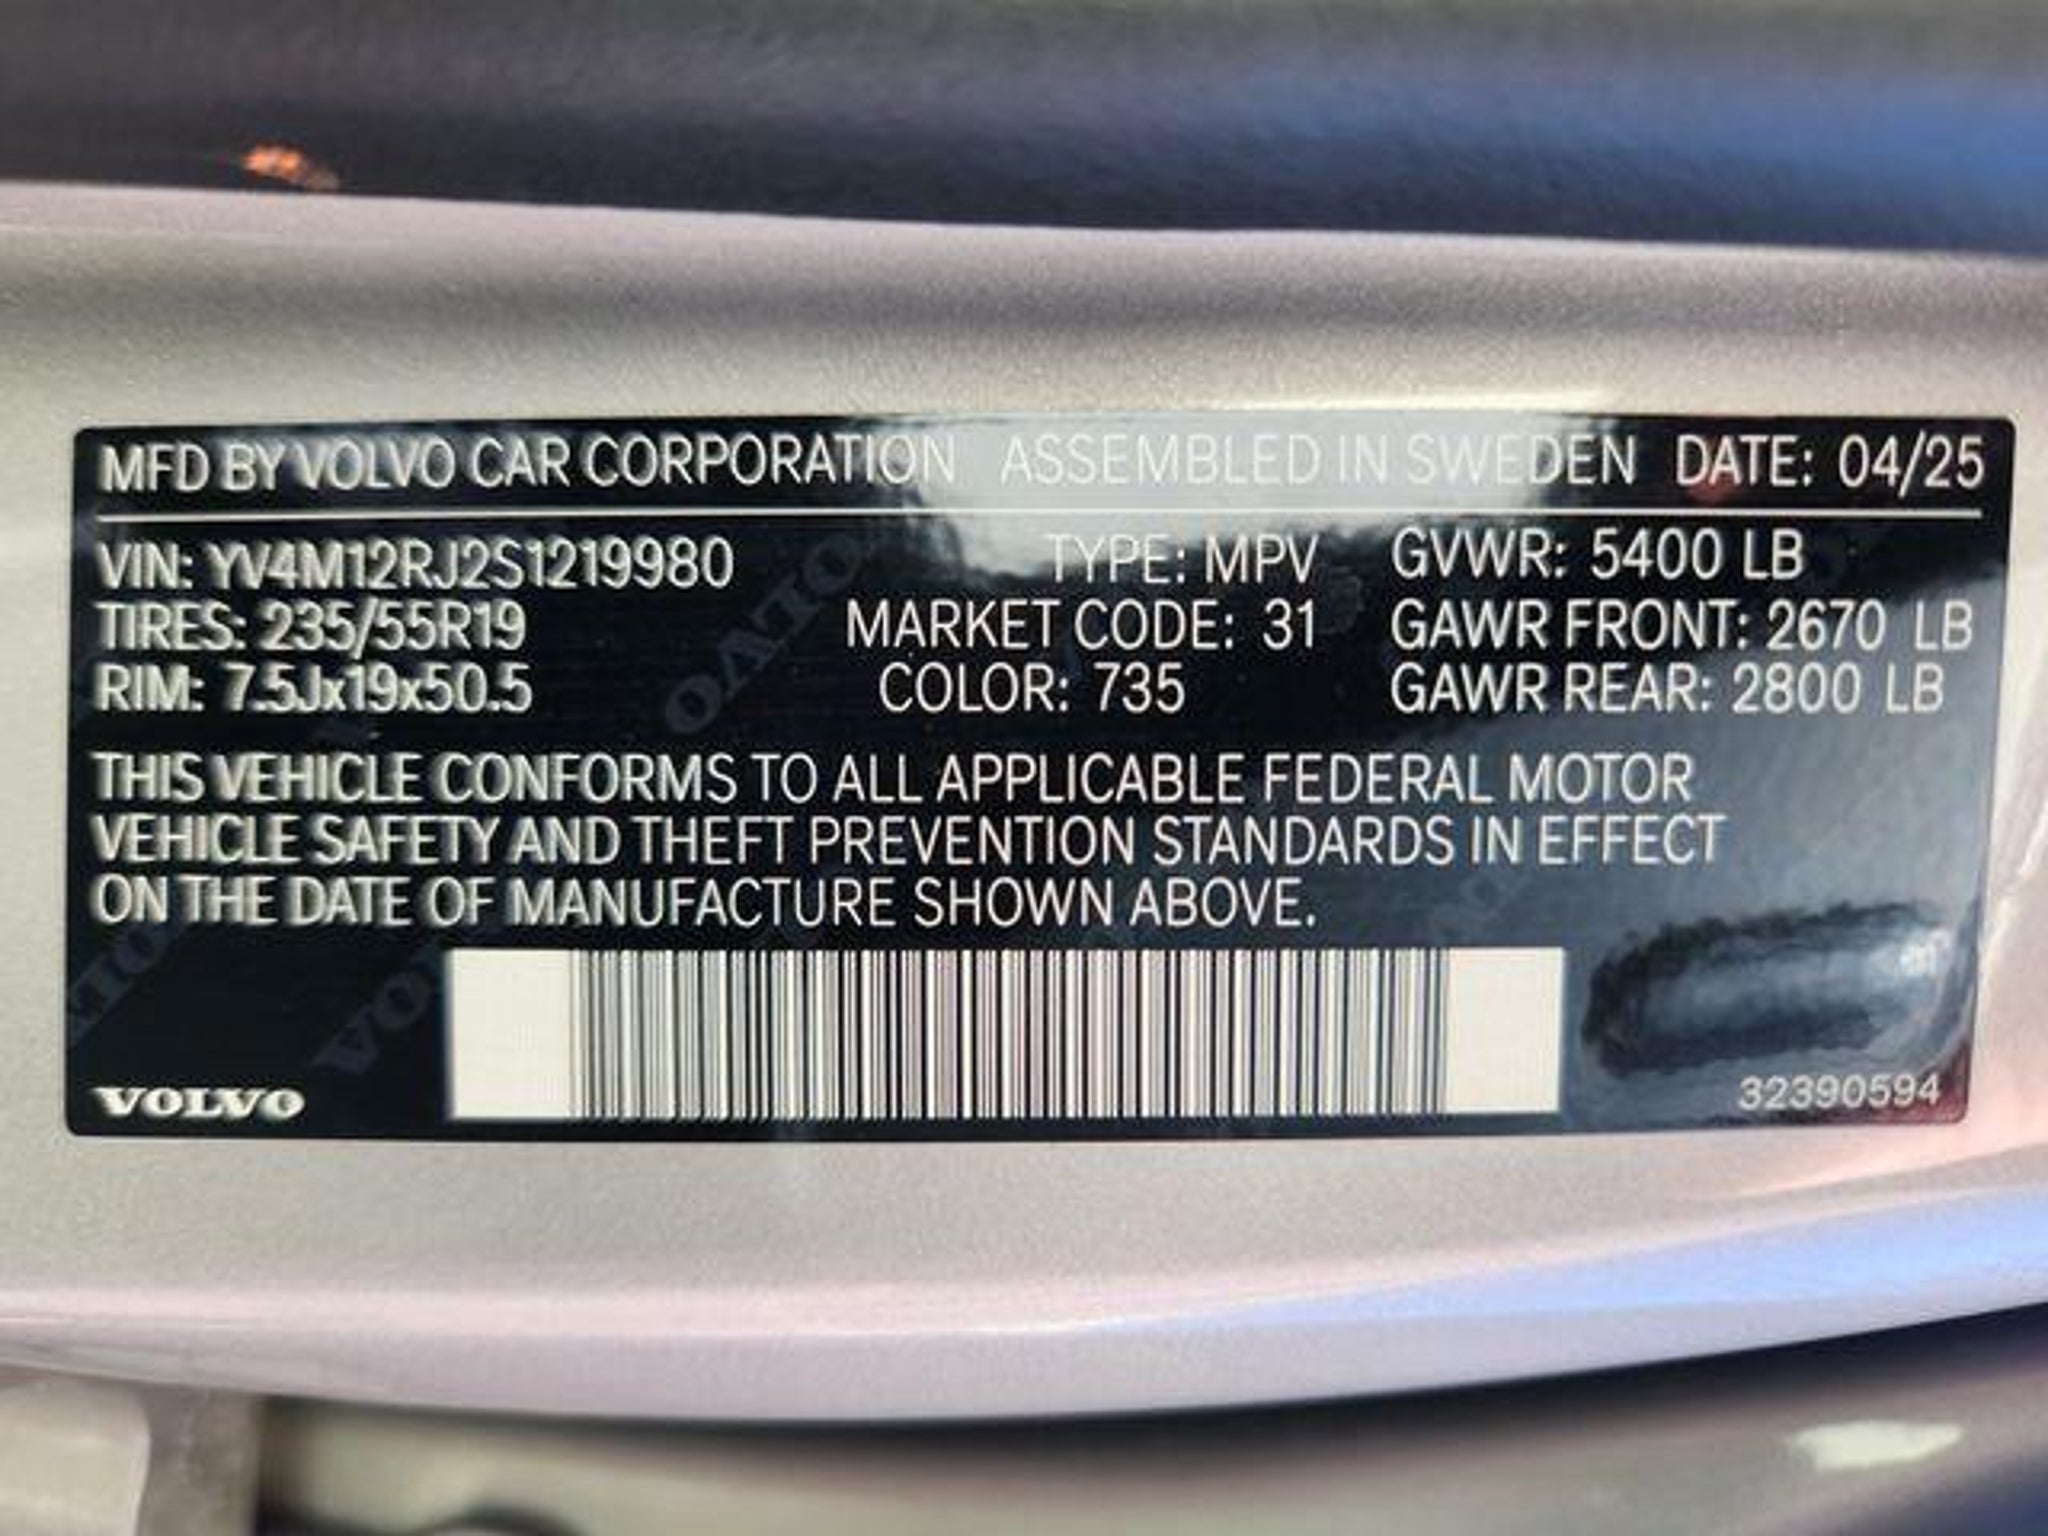 MFD BY VOLVO CAR CORPORATION ASSEMBLED IN SWEDEN DATE: 04/25
VIN: YV4M12RJ2S1219980 TYPE: MPV GVWR: 5400 LB
TIRES: 235/55R19 MARKET CODE: 31 GAWR FRONT: 2670 LB
RIM: 7.5Jx19x50.5 COLOR: 735 GAWR REAR: 2800 LB
THIS VEHICLE CONFORMS TO ALL APPLICABLE FEDERAL MOTOR
VEHICLE SAFETY AND THEFT PREVENTION STANDARDS IN EFFECT
ON THE DATE OF MANUFACTURE SHOWN ABOVE.
VOLVO
32390594